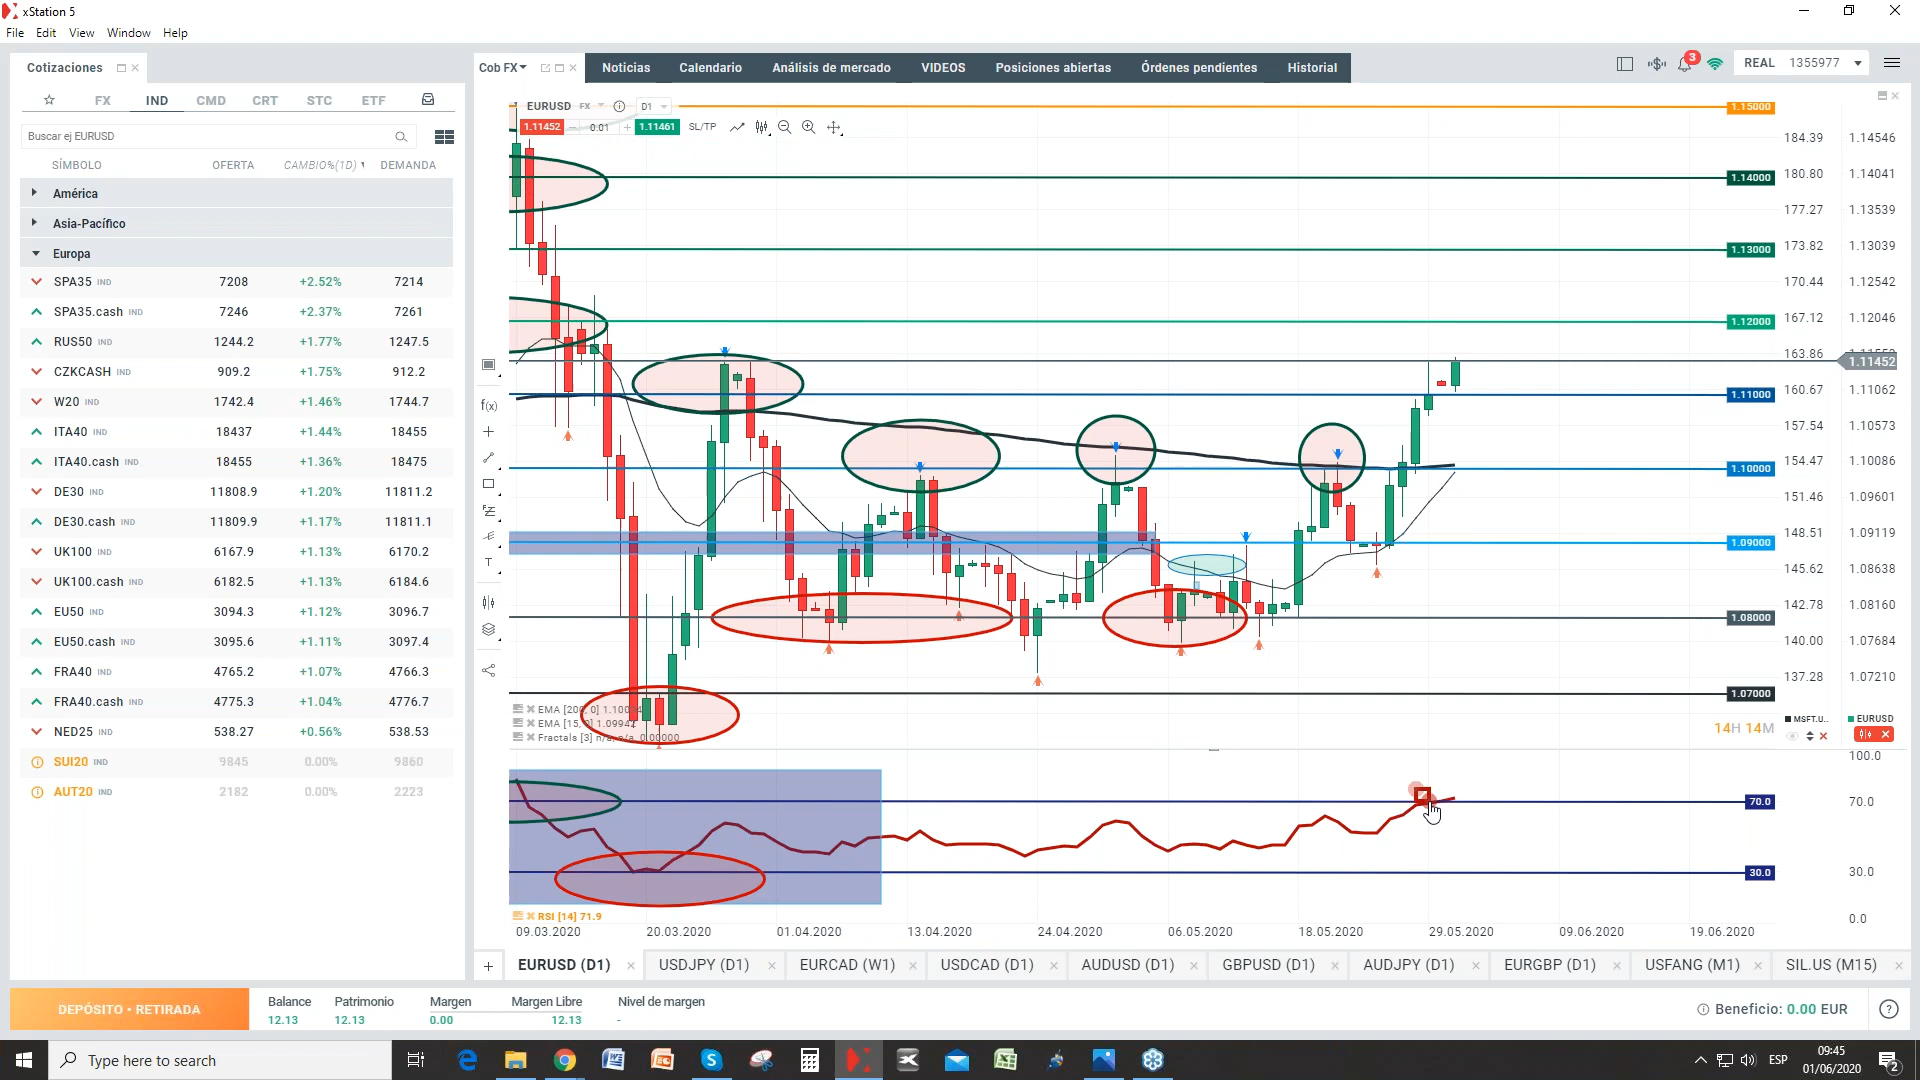 xStation 5
File Edit View Window Help
Cotizaciones
FX IND CMD CRT STC ETF
Buscar ej EURUSD
SÍMBOLO OFERTA CAMBIO%(1D) DEMANDA
América
Asia-Pacífico
Europa
SPA35 IND 7208 +2.52% 7214
SPA35.cash IND 7246 +2.37% 7261
RUS50 IND 1244.2 +1.77% 1247.5
CZKCASH IND 909.2 +1.75% 912.2
W20 IND 1742.4 +1.46% 1744.7
ITA40 IND 18437 +1.44% 18455
ITA40.cash IND 18455 +1.36% 18475
DE30 IND 11808.9 +1.20% 11811.2
DE30.cash IND 11809.9 +1.17% 11811.1
UK100 IND 6167.9 +1.13% 6170.2
UK100.cash IND 6182.5 +1.13% 6184.6
EU50 IND 3094.3 +1.12% 3096.7
EU50.cash IND 3095.6 +1.11% 3097.4
FRA40 IND 4765.2 +1.07% 4766.3
FRA40.cash IND 4775.3 +1.04% 4776.7
NED25 IND 538.27 +0.56% 538.53
SUI20 IND 9845 0.00% 9860
AUT20 IND 2182 0.00% 2223
Cob FX Noticias Calendario Análisis de mercado VIDEOS Posiciones abiertas Órdenes pendientes Historial
3 REAL 1355977
EURUSD FX D1
1.11452 0.01 1.11461 SL/TP
1.15000
184.39 1.14546
180.80 1.14041
1.14000
177.27 1.13539
173.82 1.13039
1.13000
170.44 1.12542
167.12 1.12046
1.12000
163.86
1.11452
160.67 1.11062
1.11000
157.54 1.10573
154.47 1.10086
1.10000
151.46 1.09601
148.51 1.09119
1.09000
145.62 1.08638
142.78 1.08160
1.08000
140.00 1.07684
137.28 1.07210
1.07000
f(x)
T
EMA [200, 0]
EMA [15, 0] 1.09942
Fractals [3] n/a, n/a, 0.00000
14H 14M
MSFT.U..
EURUSD
100.0
70.0 70.0
30.0 30.0
0.0
RSI [14] 71.9
09.03.2020 20.03.2020 01.04.2020 13.04.2020 24.04.2020 06.05.2020 18.05.2020 29.05.2020 09.06.2020 19.06.2020
EURUSD (D1) USDJPY (D1) EURCAD (W1) USDCAD (D1) AUDUSD (D1) GBPUSD (D1) AUDJPY (D1) EURGBP (D1) USFANG (M1) SIL.US (M15)
DEPÓSITO • RETIRADA
Balance Patrimonio Margen Margen Libre Nivel de margen
12.13 12.13 0.00 12.13 -
Beneficio: 0.00 EUR
Type here to search
ESP
09:45
01/06/2020
2